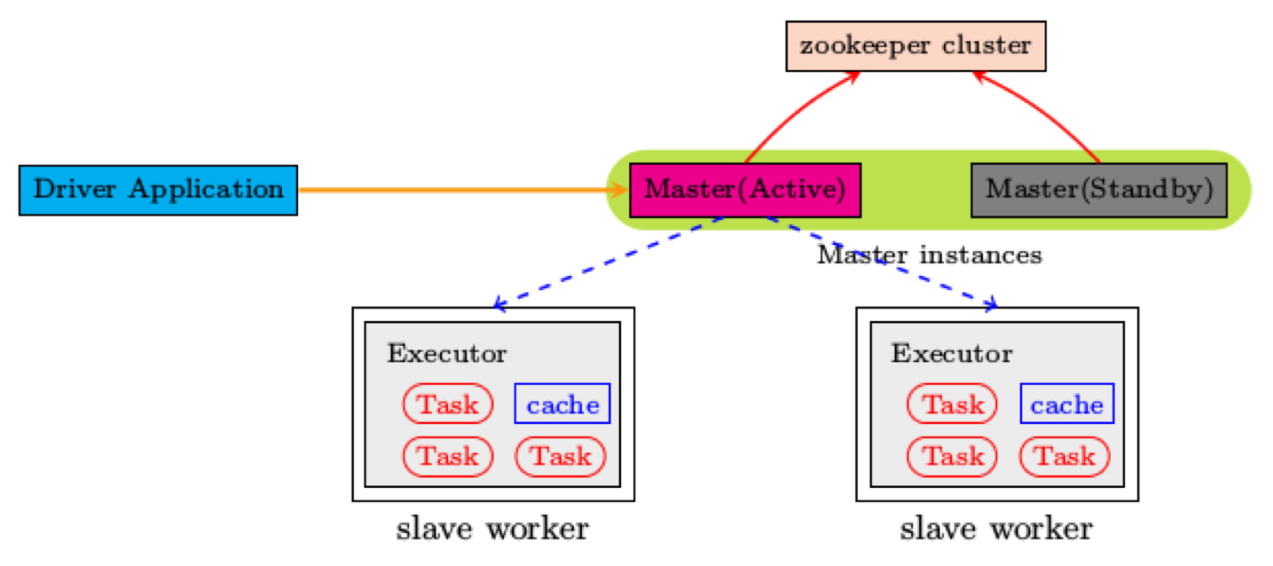 zookeeper cluster
Driver Application
Master(Active)
Master(Standby)
Master instances
Executor
Task
cache
Task
Task
slave worker
Executor
Task
cache
Task
Task
slave worker